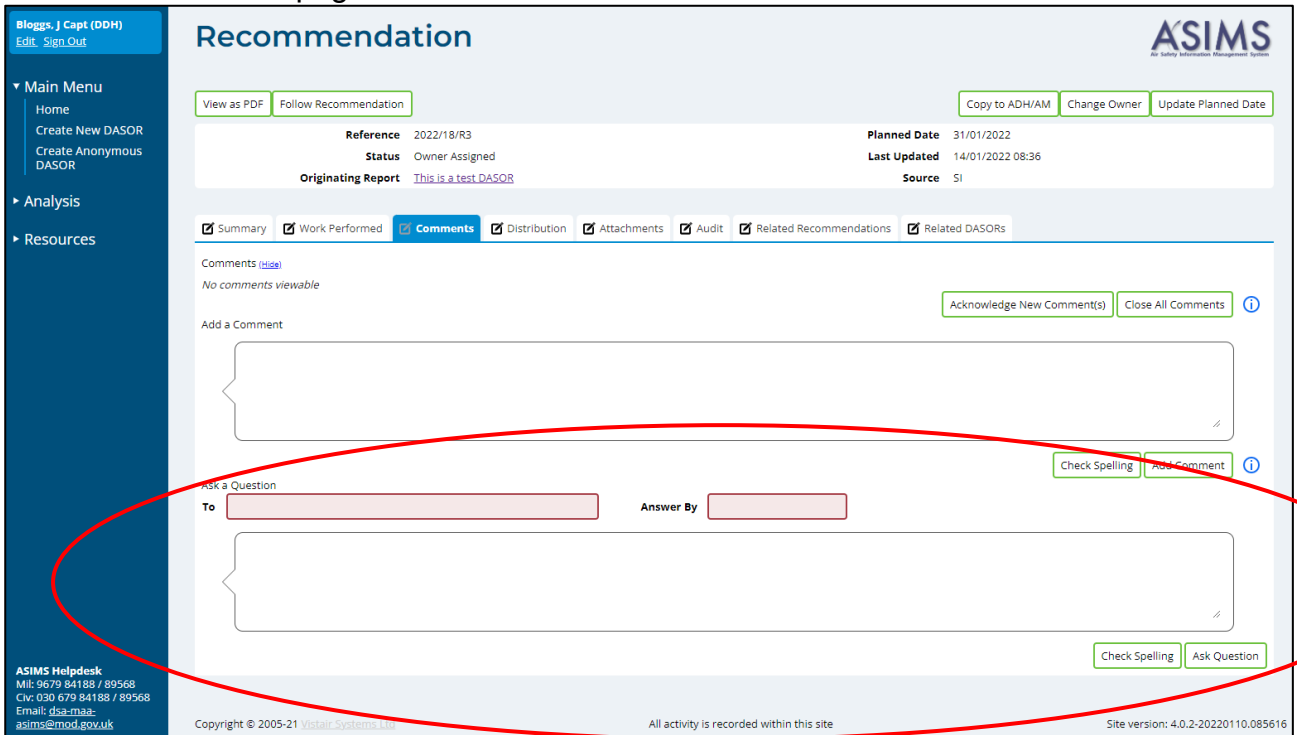 Bloggs, J Capt (DDH)
Edit Sign Out
Main Menu
Home
Create New DASOR
Create Anonymous
DASOR
Analysis
Resources
ASIMS Helpdesk
Mil: 9679 84188 / 89568
Civ: 030 679 84188 / 89568
Email: dsa-maa-
asims@mod.gov.uk
Recommendation
ASIMS
Air Safety Information Management System
View as PDF Follow Recommendation Copy to ADH/AM Change Owner Update Planned Date
Reference 2022/18/R3 Planned Date 31/01/2022
Status Owner Assigned Last Updated 14/01/2022 08:36
Originating Report This is a test DASOR Source SI
Summary Work Performed Comments Distribution Attachments Audit Related Recommendations Related DASORs
Comments (Hide)
No comments viewable
Acknowledge New Comment(s) Close All Comments
Add a Comment
Check Spelling Add Comment
Ask a Question
To Answer By
Check Spelling Ask Question
Copyright © 2005-21 Vistair Systems Ltd All activity is recorded within this site Site version: 4.0.2-20220110.085616